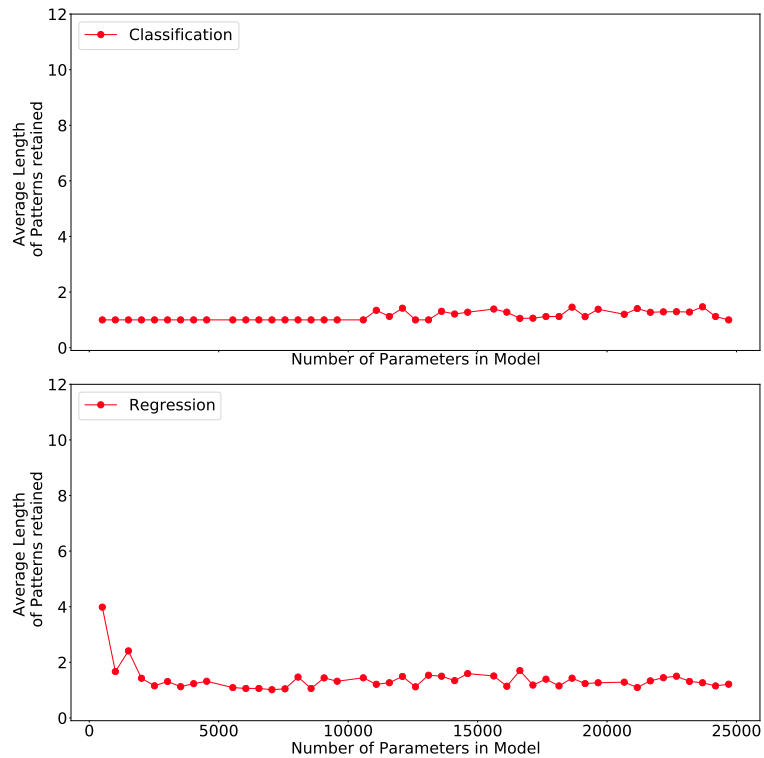 12
10
8
6
4
2
0
Average Length
of Patterns retained
Classification
Number of Parameters in Model
12
10
8
6
4
2
0
Average Length
of Patterns retained
Regression
0 5000 10000 15000 20000 25000
Number of Parameters in Model